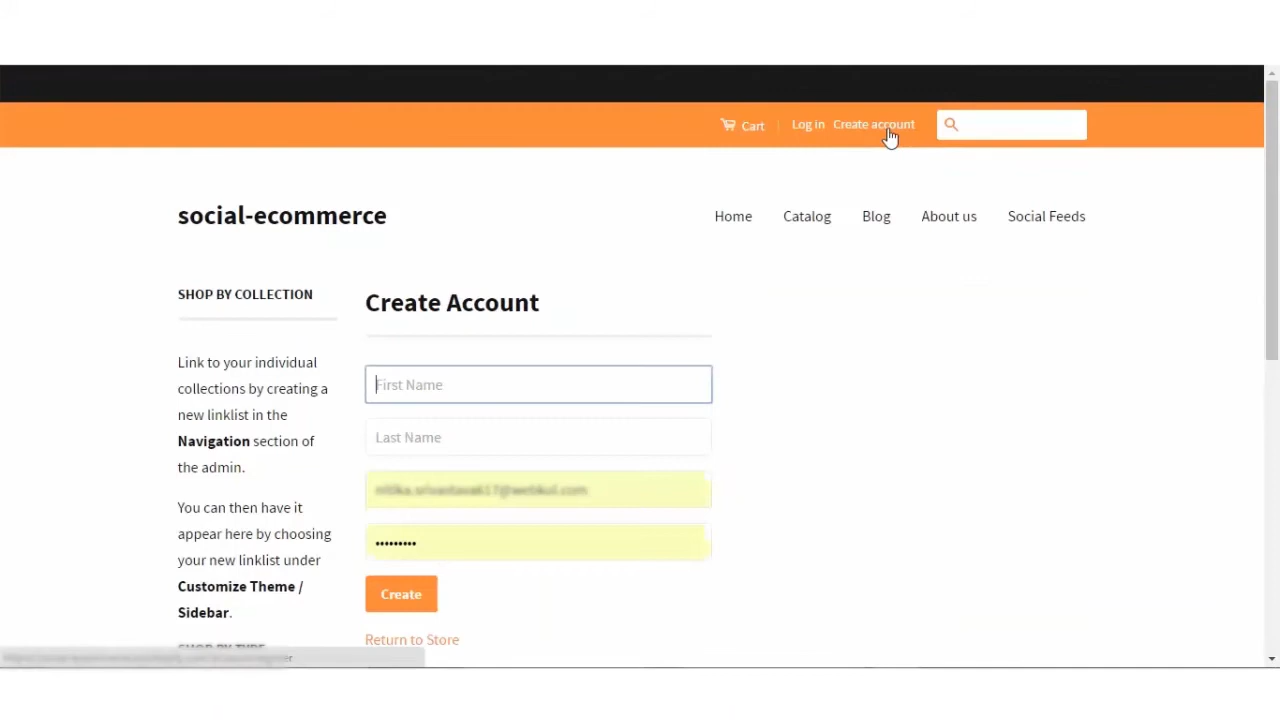 Cart
Log in
Create account
social-ecommerce
Home
Catalog
Blog
About us
Social Feeds
SHOP BY COLLECTION
Link to your individual
collections by creating a
new linklist in the
Navigation section of
the admin.
You can then have it
appear here by choosing
your new linklist under
Customize Theme /
Sidebar.
SHOP BY TYPE
Create Account
First Name
Last Name
•••••••••
Create
Return to Store